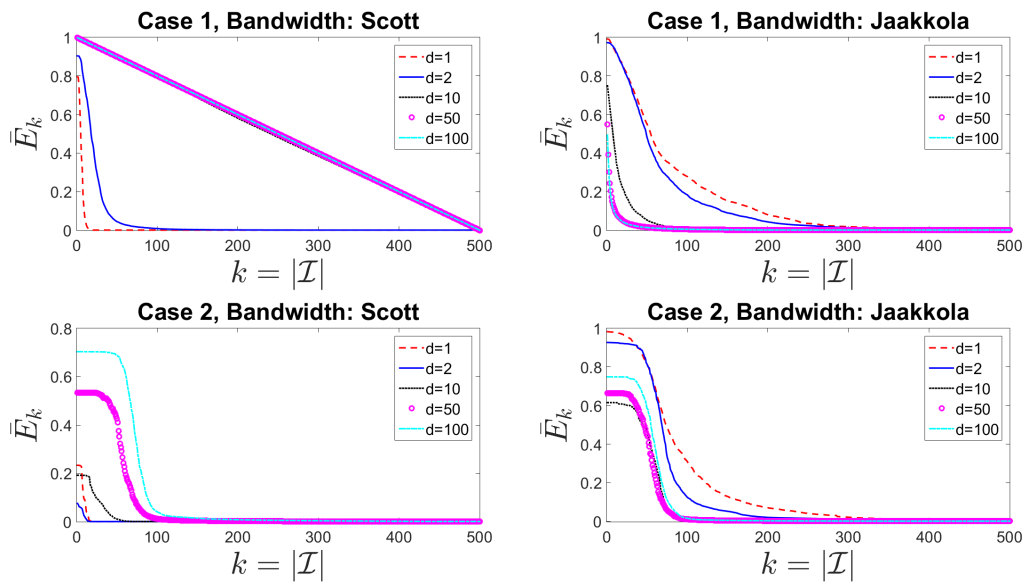 Case 1, Bandwidth: Scott
1
0.8
0.6
0.4
0.2
0
0
100
200
300
400
500
Ē_k
k = |ℐ|
d=1
d=2
d=10
d=50
d=100
Case 1, Bandwidth: Jaakkola
1
0.8
0.6
0.4
0.2
0
0
100
200
300
400
500
Ē_k
k = |ℐ|
d=1
d=2
d=10
d=50
d=100
Case 2, Bandwidth: Scott
0.8
0.6
0.4
0.2
0
0
100
200
300
400
500
Ē_k
k = |ℐ|
d=1
d=2
d=10
d=50
d=100
Case 2, Bandwidth: Jaakkola
1
0.8
0.6
0.4
0.2
0
0
100
200
300
400
500
Ē_k
k = |ℐ|
d=1
d=2
d=10
d=50
d=100